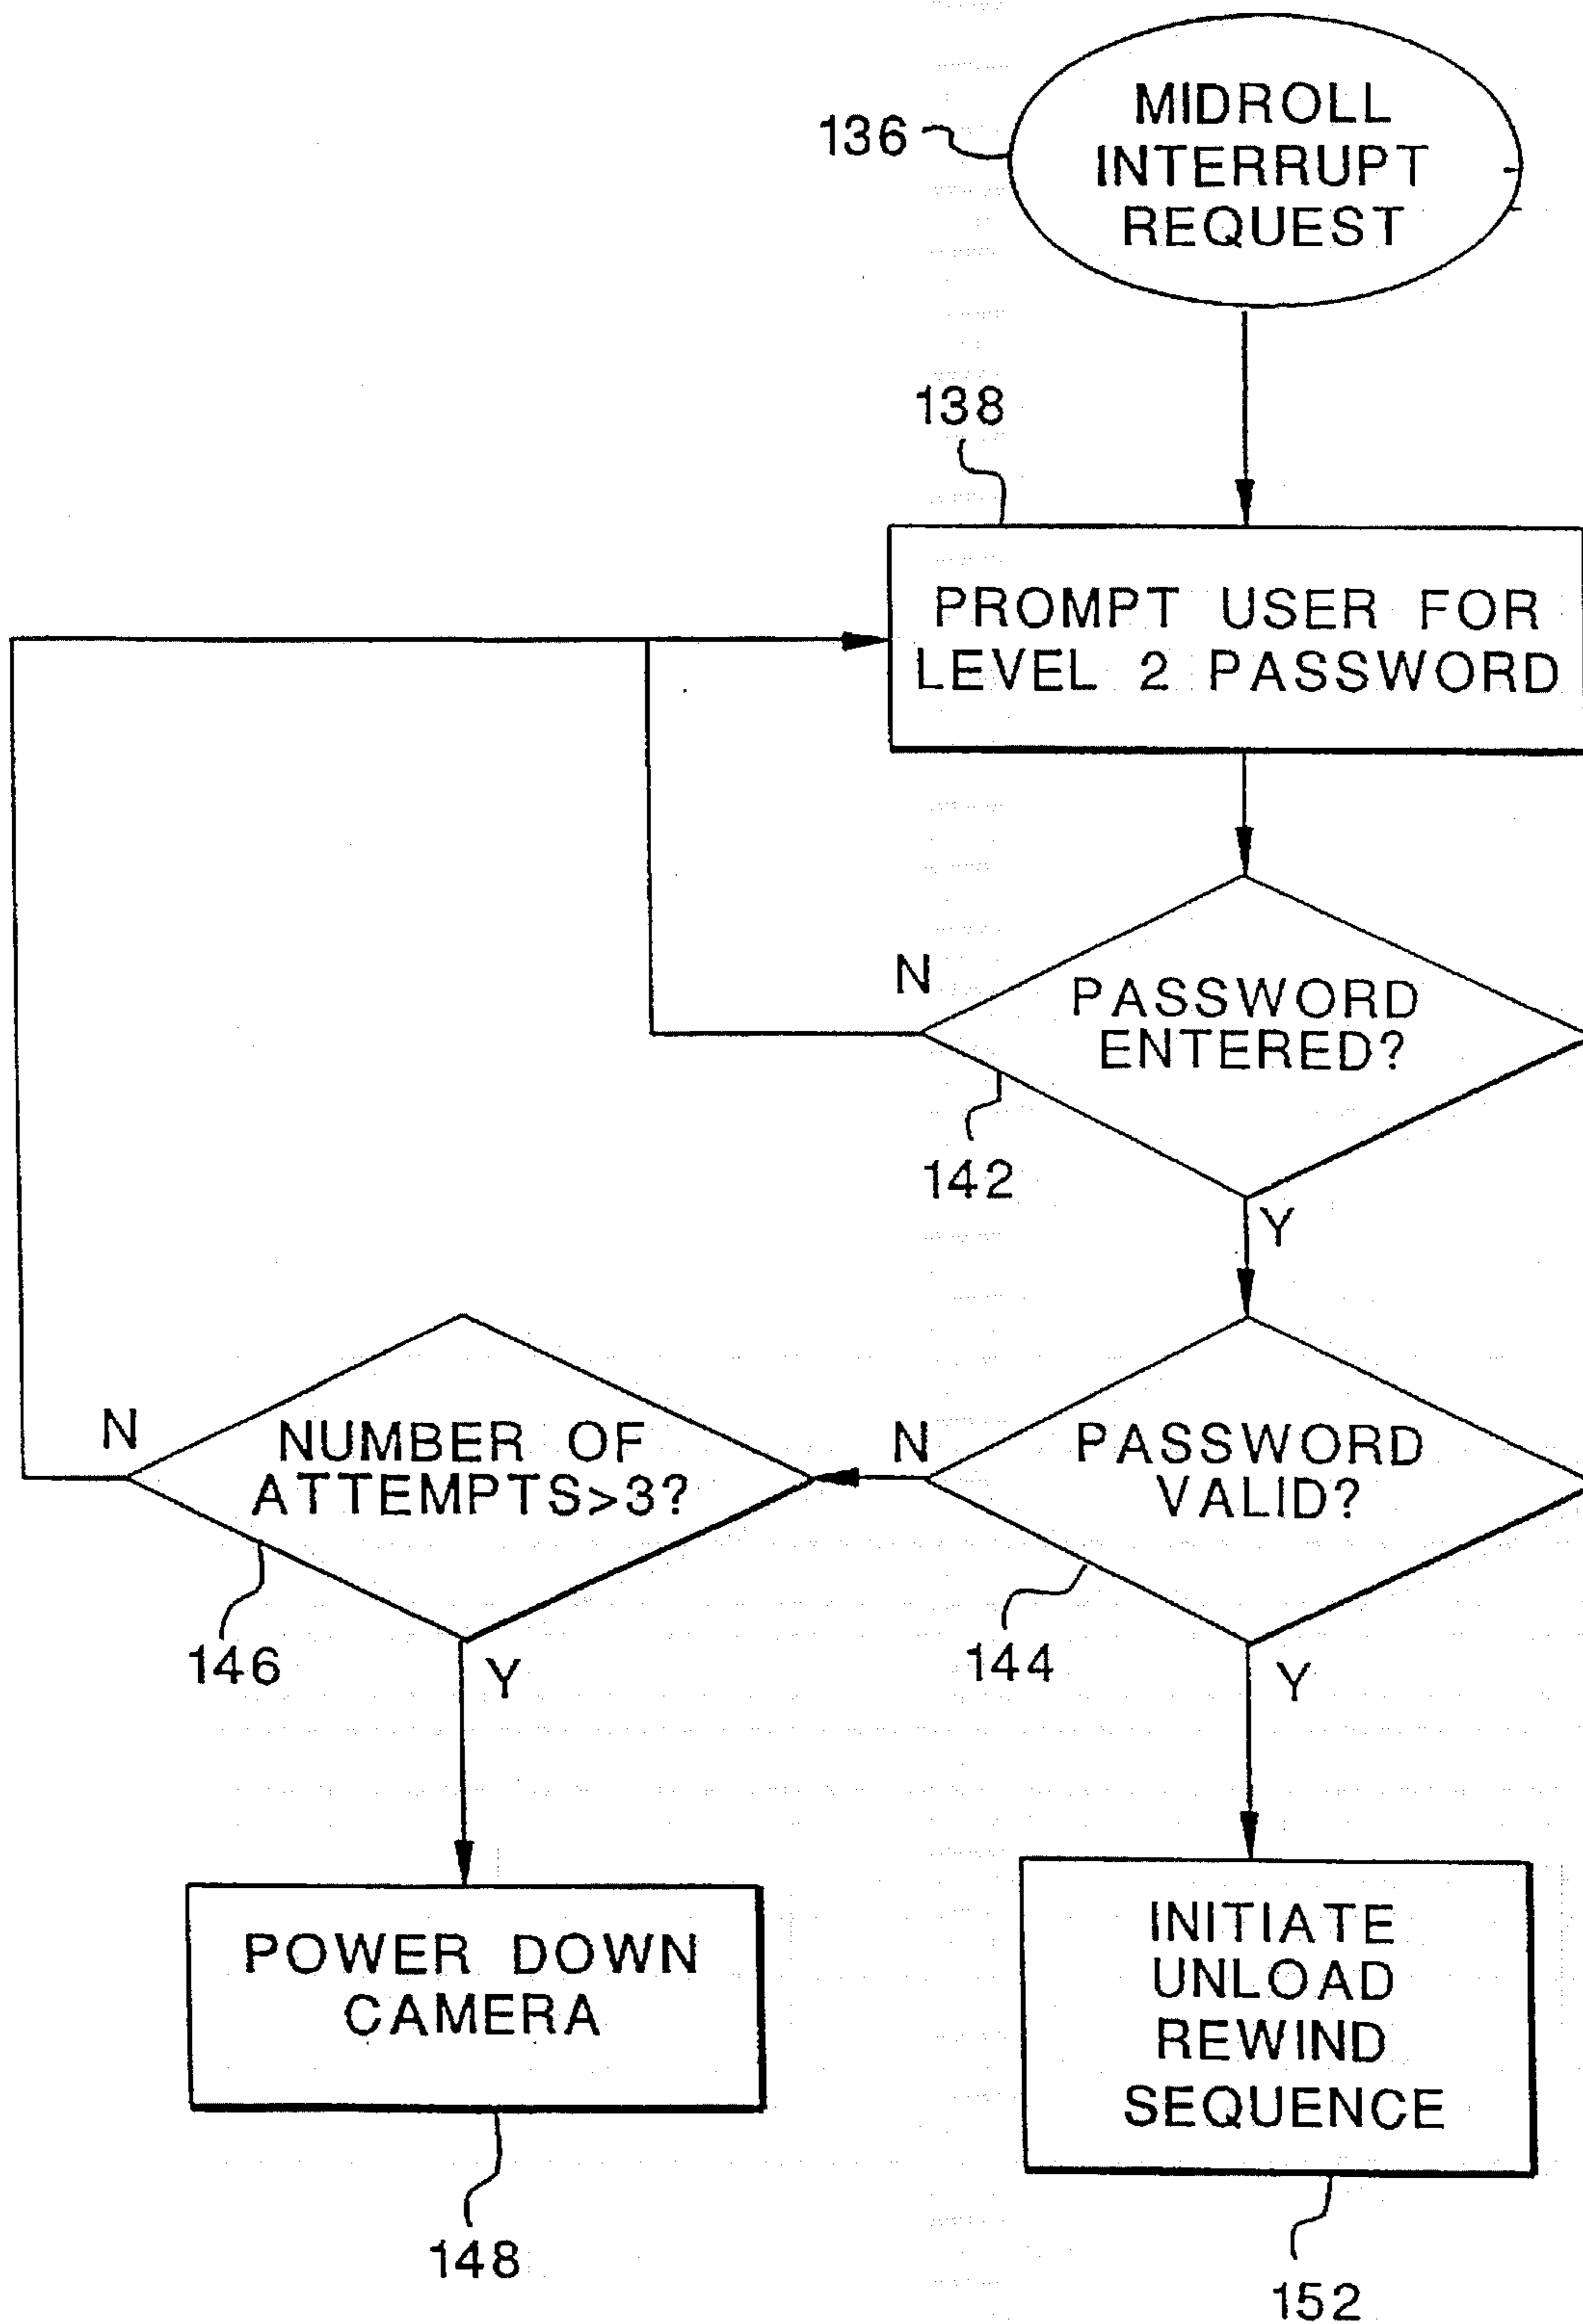 MIDROLL
INTERRUPT
REQUEST
136
138
PROMPT USER FOR
LEVEL 2 PASSWORD
N
PASSWORD
ENTERED?
142
Y
N
NUMBER OF
ATTEMPTS>3?
N
PASSWORD
VALID?
146
Y
144
Y
POWER DOWN
CAMERA
INITIATE
UNLOAD
REWIND
SEQUENCE
148
152